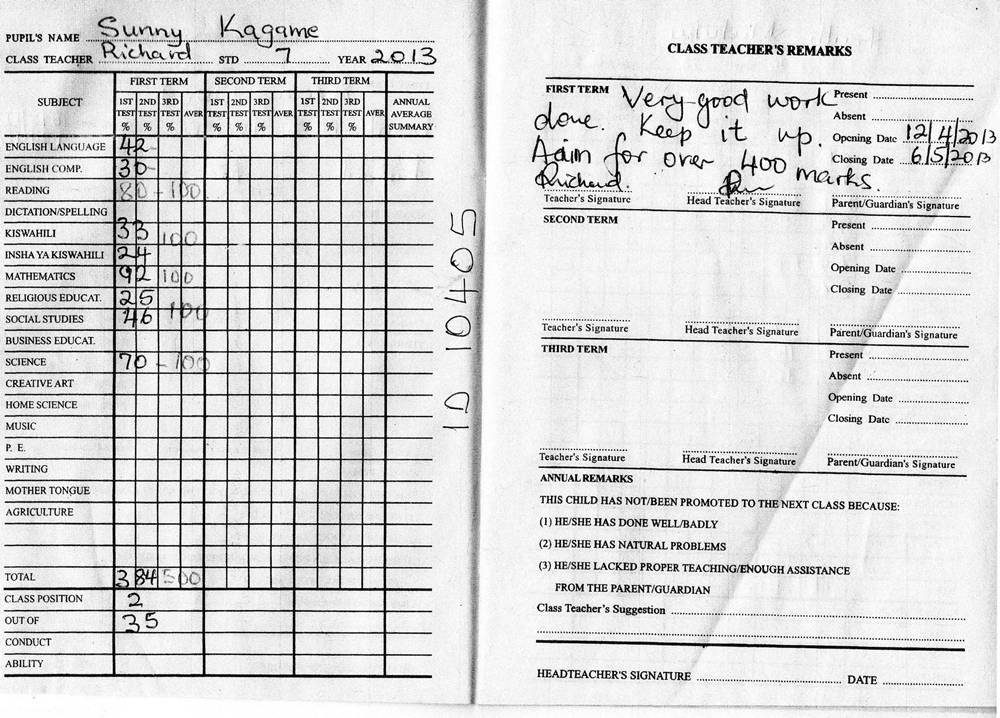 PUPIL'S NAME Sunny Kagame
CLASS TEACHER Richard STD 7 YEAR 2013
FIRST TERM SECOND TERM THIRD TERM
SUBJECT 1ST TEST % 2ND TEST % 3RD TEST % AVER 1ST TEST % 2ND TEST % 3RD TEST % AVER 1ST TEST % 2ND TEST % 3RD TEST % AVER ANNUAL AVERAGE SUMMARY
ENGLISH LANGUAGE 42-
ENGLISH COMP. 30-
READING 80-100
DICTATION/SPELLING
KISWAHILI 33 100
INSHA YA KISWAHILI 24
MATHEMATICS 92 100
RELIGIOUS EDUCAT. 25
SOCIAL STUDIES 46 100
BUSINESS EDUCAT.
SCIENCE 70-100
CREATIVE ART
HOME SCIENCE
MUSIC
P. E.
WRITING
MOTHER TONGUE
AGRICULTURE
TOTAL 384 500
CLASS POSITION 2
OUT OF 35
CONDUCT
ABILITY
ID 10405
CLASS TEACHER'S REMARKS
FIRST TERM Very good work Present
done. Keep it up. Absent
Opening Date 12/4/2013
Aaim for over 400 marks. Closing Date 6/5/2013
Richard.
Teacher's Signature Head Teacher's Signature Parent/Guardian's Signature
SECOND TERM Present
Absent
Opening Date
Closing Date
Teacher's Signature Head Teacher's Signature Parent/Guardian's Signature
THIRD TERM Present
Absent
Opening Date
Closing Date
Teacher's Signature Head Teacher's Signature Parent/Guardian's Signature
ANNUAL REMARKS
THIS CHILD HAS NOT/BEEN PROMOTED TO THE NEXT CLASS BECAUSE:
(1) HE/SHE HAS DONE WELL/BADLY
(2) HE/SHE HAS NATURAL PROBLEMS
(3) HE/SHE LACKED PROPER TEACHING/ENOUGH ASSISTANCE
FROM THE PARENT/GUARDIAN
Class Teacher's Suggestion
HEADTEACHER'S SIGNATURE DATE